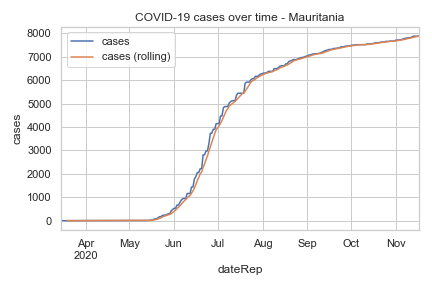 COVID-19 cases over time - Mauritania
cases
cases (rolling)
8000
7000
6000
5000
4000
3000
2000
1000
0
cases
Apr
2020
May
Jun
Jul
Aug
Sep
Oct
Nov
dateRep